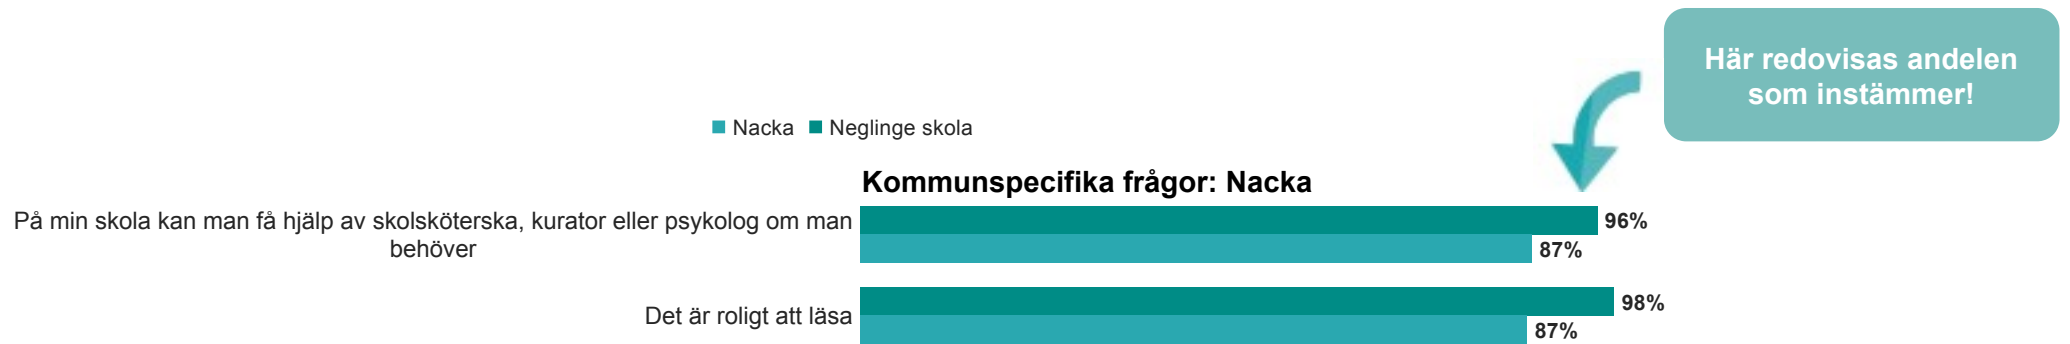 Här redovisas andelen
som instämmer!
Nacka Neglinge skola
Kommunspecifika frågor: Nacka
På min skola kan man få hjälp av skolsköterska, kurator eller psykolog om man
behöver
96%
87%
Det är roligt att läsa
98%
87%